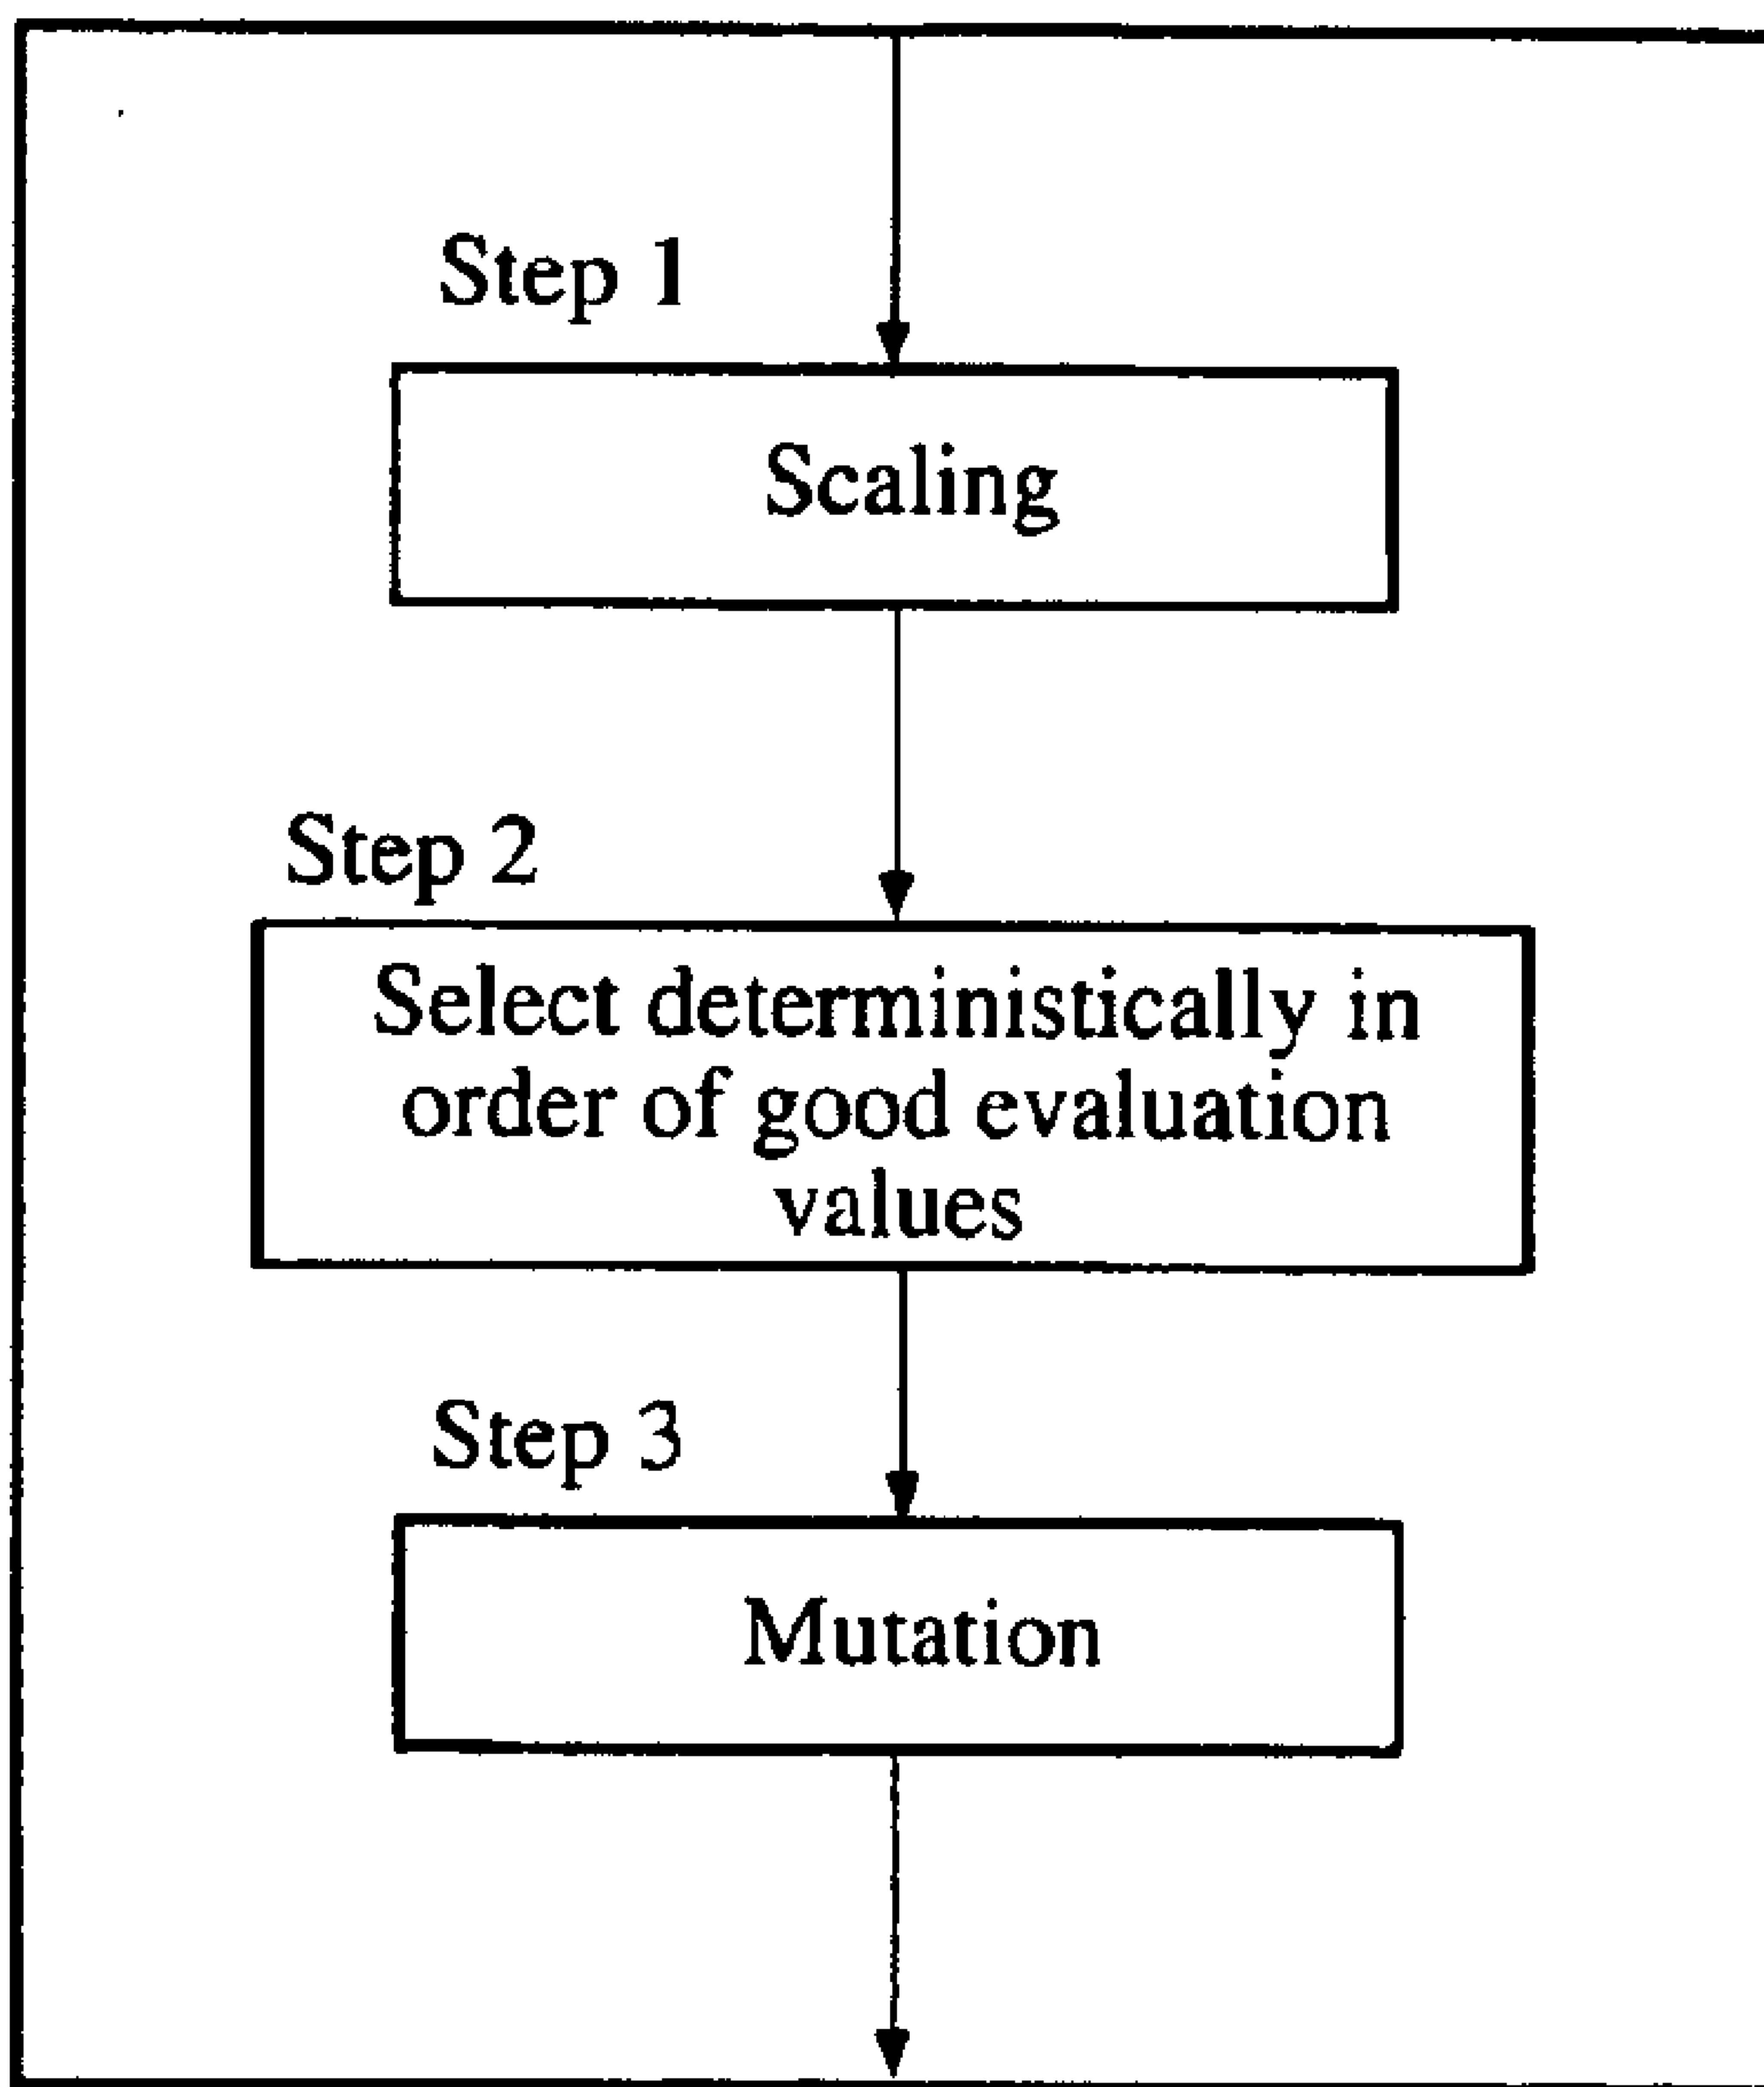 Step 1
Scaling
Step 2
Select deterministically in
order of good evaluation
values
Step 3
Mutation